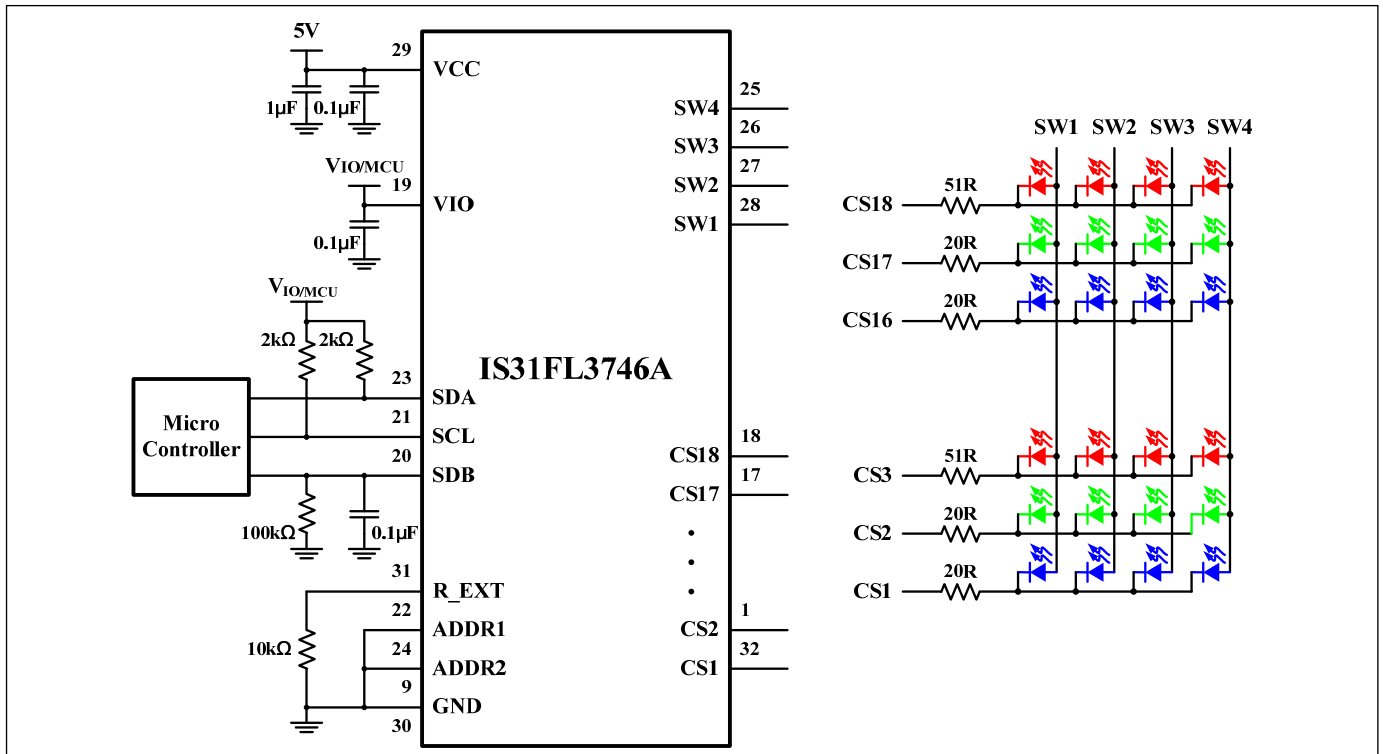 5V
29
VCC
1µF
0.1µF
VIO/MCU
19
VIO
0.1µF
VIO/MCU
2kΩ
2kΩ
23
SDA
21
SCL
20
SDB
Micro
Controller
100kΩ
0.1µF
31
R_EXT
22
ADDR1
10kΩ
24
ADDR2
9
GND
30
IS31FL3746A
25
SW4
26
SW3
27
SW2
28
SW1
18
CS18
17
CS17
1
CS2
32
CS1
SW1 SW2 SW3 SW4
51R
CS18
20R
CS17
20R
CS16
51R
CS3
20R
CS2
20R
CS1